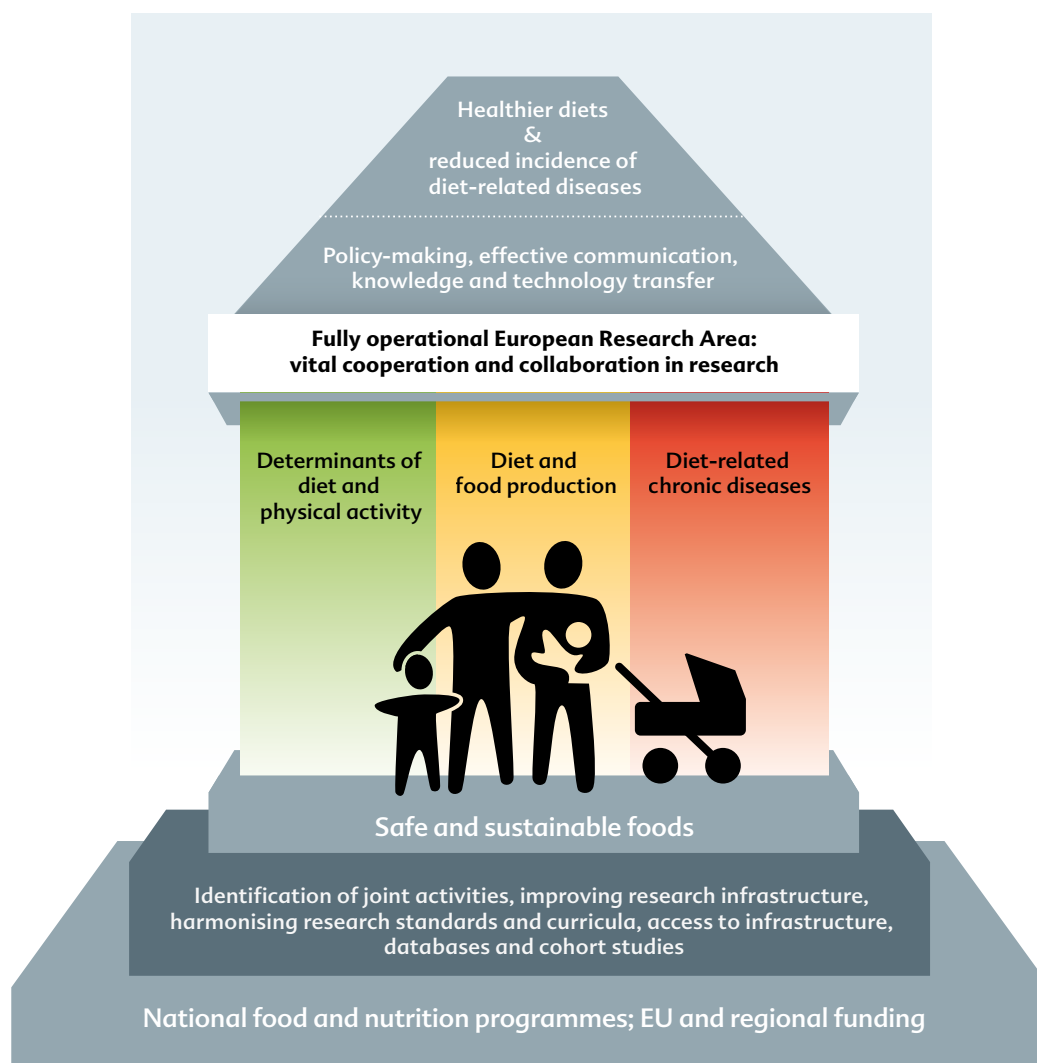 Healthier diets
&
reduced incidence of
diet-related diseases
Policy-making, effective communication,
knowledge and technology transfer
Fully operational European Research Area:
vital cooperation and collaboration in research
Determinants of
diet and
physical activity
Diet and
food production
Diet-related
chronic diseases
Safe and sustainable foods
Identification of joint activities, improving research infrastructure,
harmonising research standards and curricula, access to infrastructure,
databases and cohort studies
National food and nutrition programmes; EU and regional funding